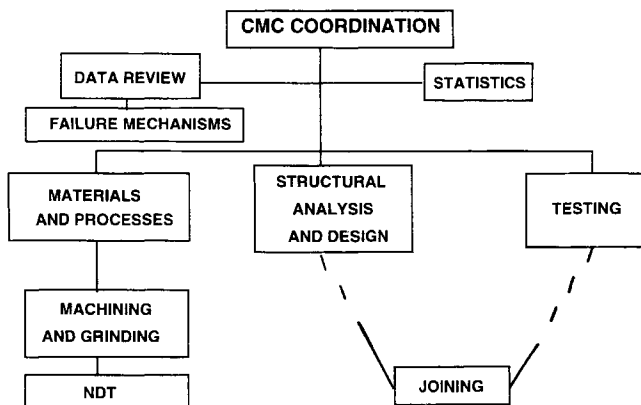 CMC COORDINATION
DATA REVIEW
STATISTICS
FAILURE MECHANISMS
MATERIALS
AND PROCESSES
STRUCTURAL
ANALYSIS
AND DESIGN
TESTING
MACHINING
AND GRINDING
NDT
JOINING